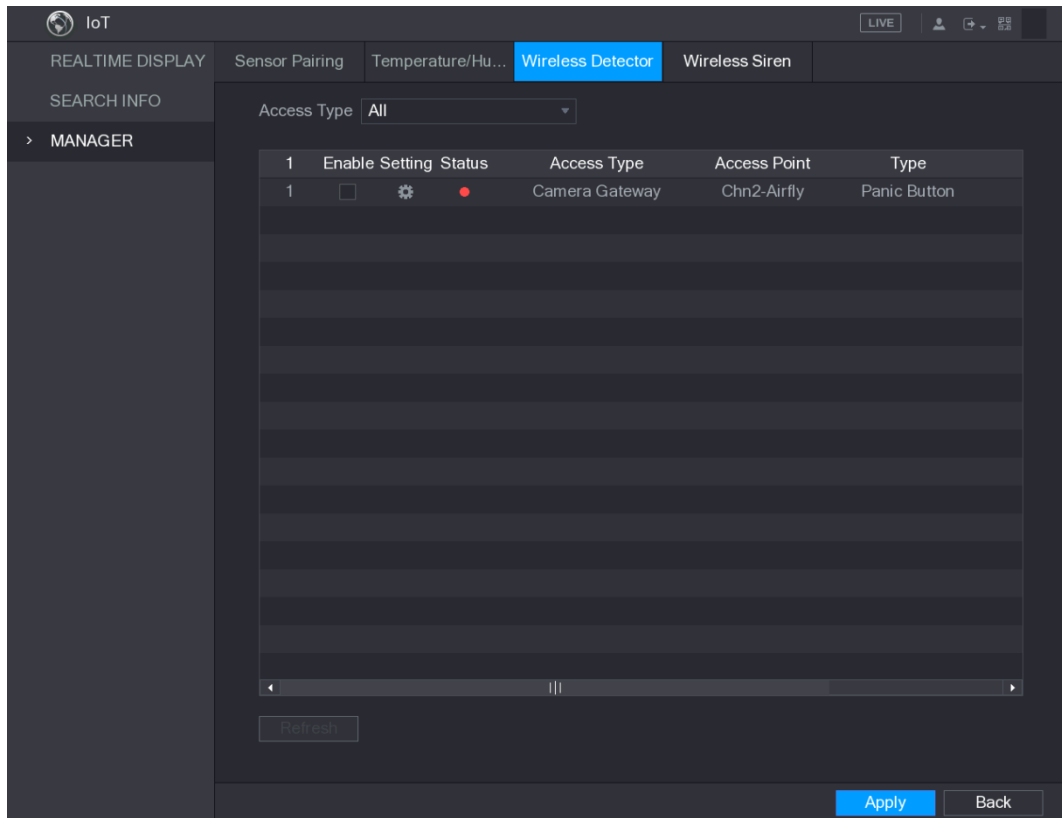 IoT LIVE
REALTIME DISPLAY
SEARCH INFO
MANAGER
Sensor Pairing Temperature/Hu... Wireless Detector Wireless Siren
Access Type All
1 Enable Setting Status Access Type Access Point Type
1 Camera Gateway Chn2-Airfly Panic Button
Refresh
Apply Back